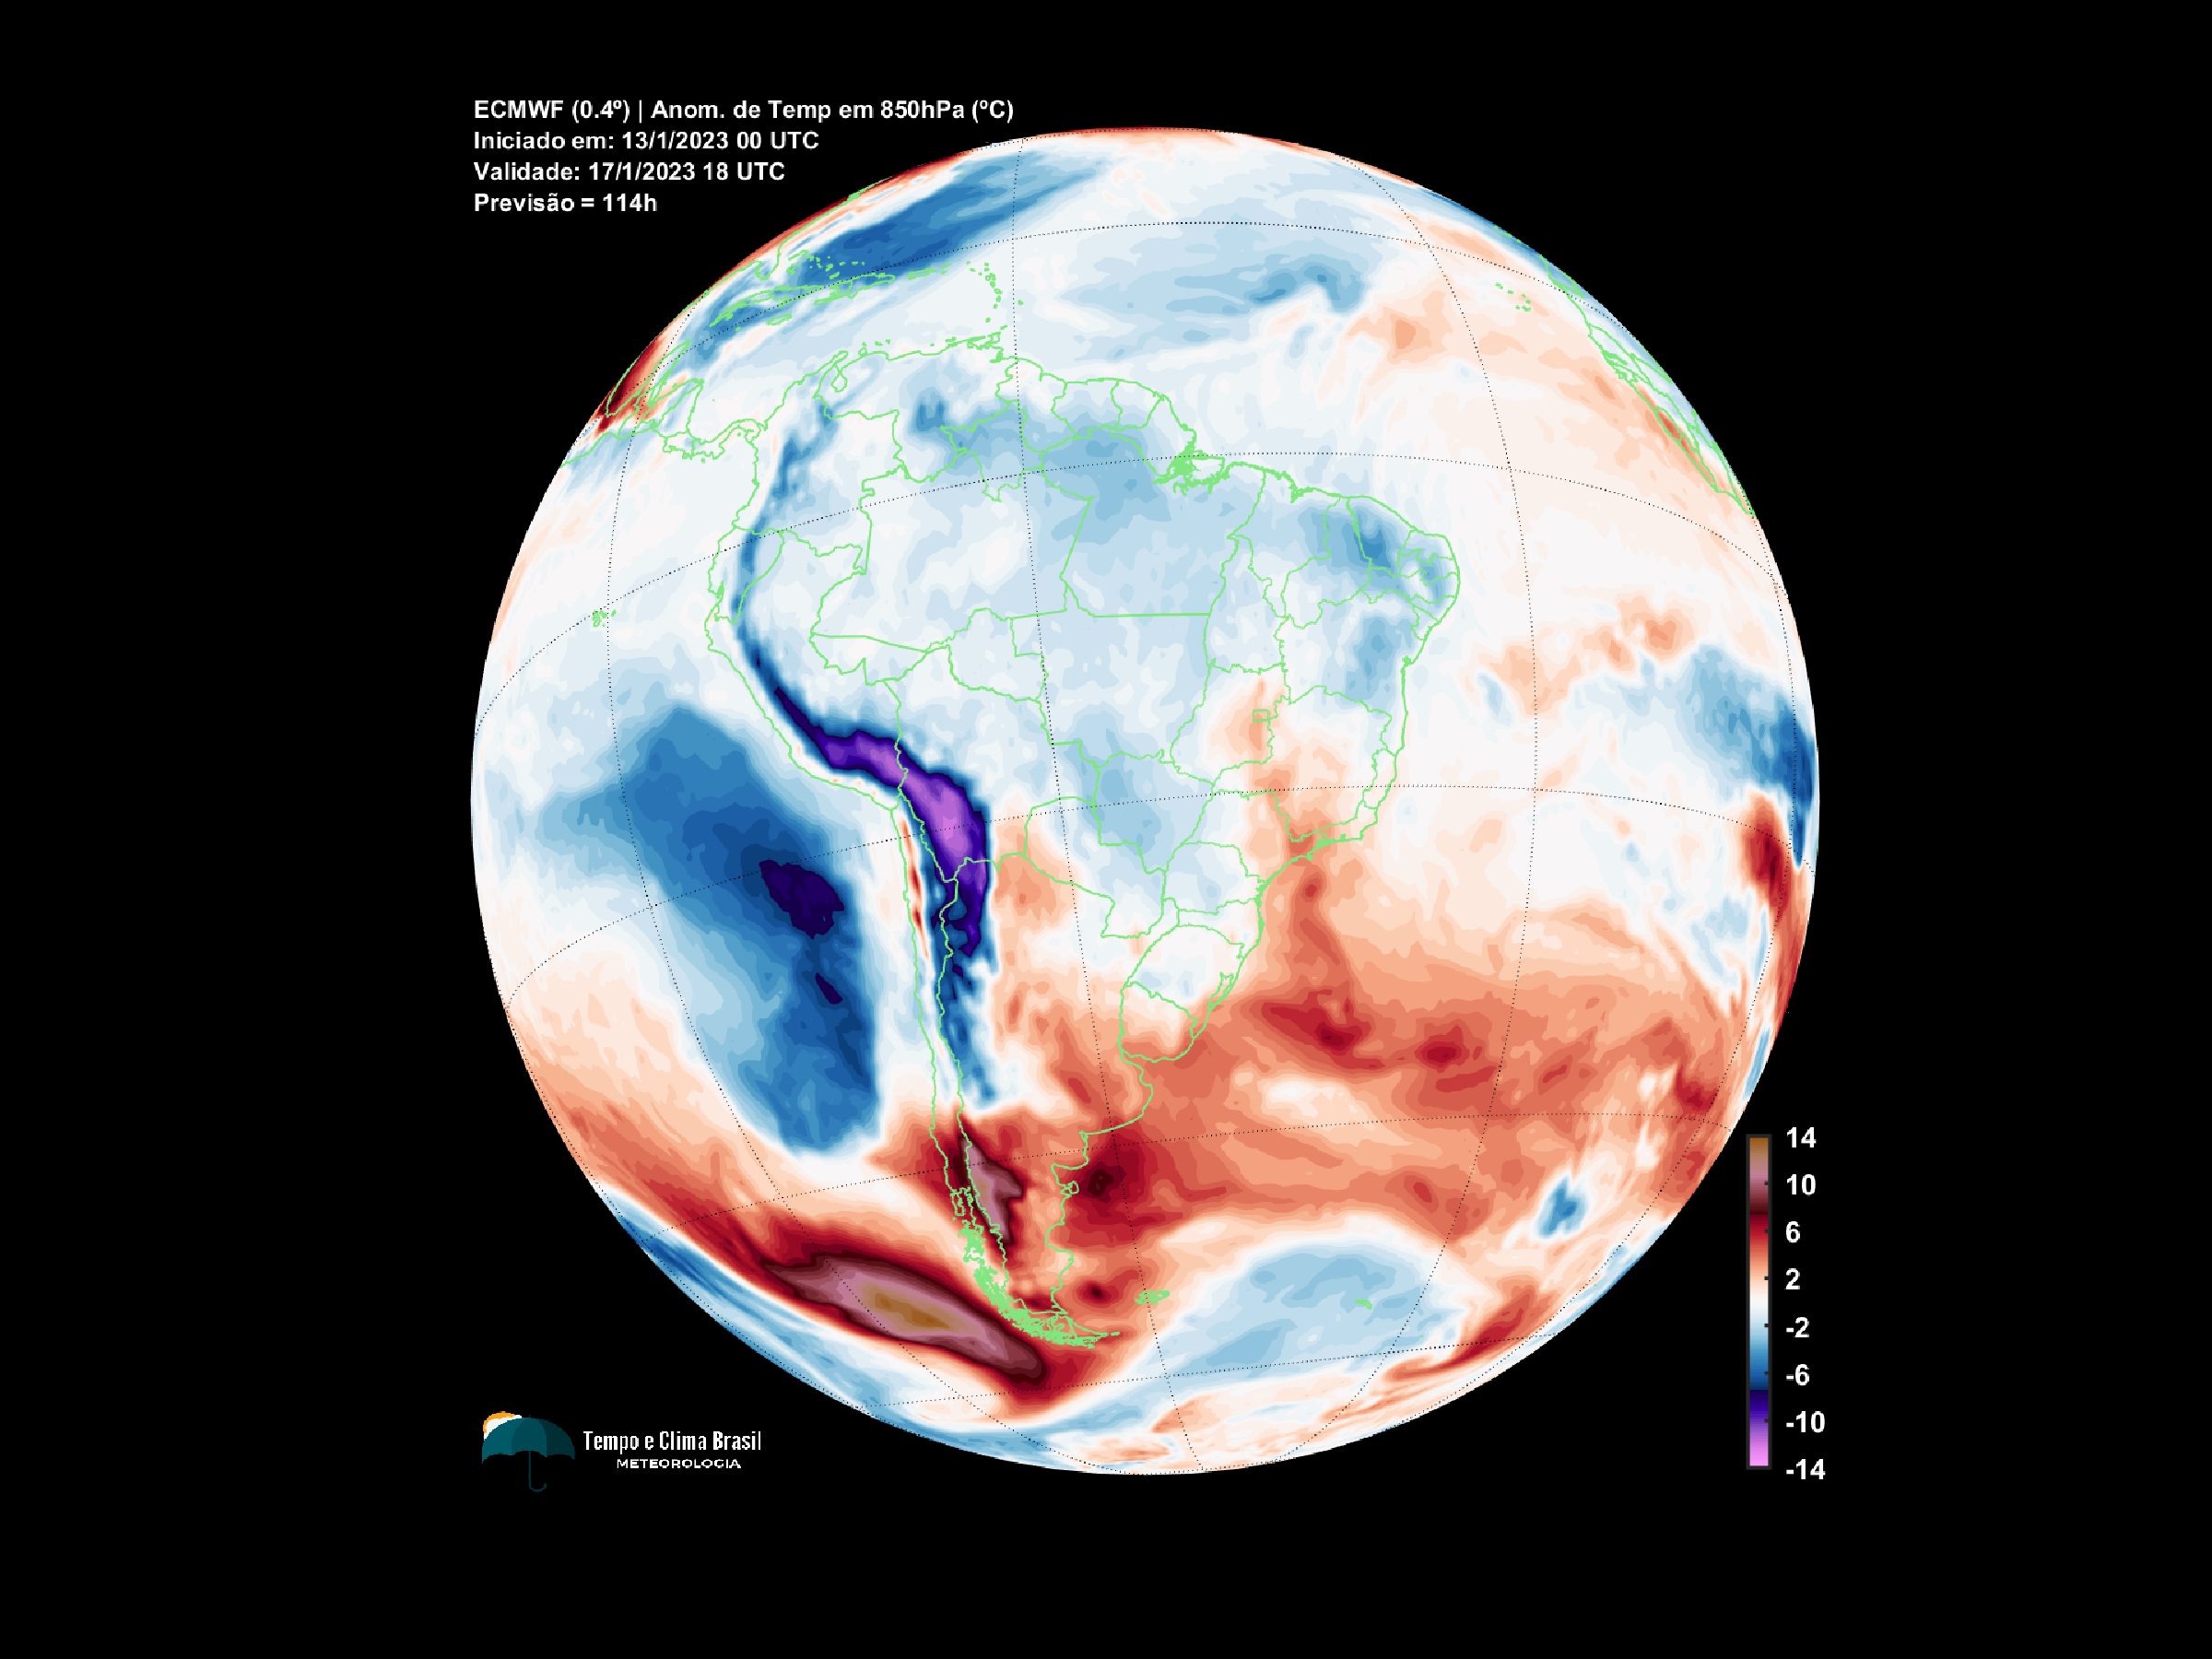 ECMWF (0.4º) | Anom. de Temp em 850hPa (ºC)
Iniciado em: 13/1/2023 00 UTC
Validade: 17/1/2023 18 UTC
Previsão = 114h
14
10
6
2
-2
-6
-10
-14
Tempo e Clima Brasil
METEOROLOGIA